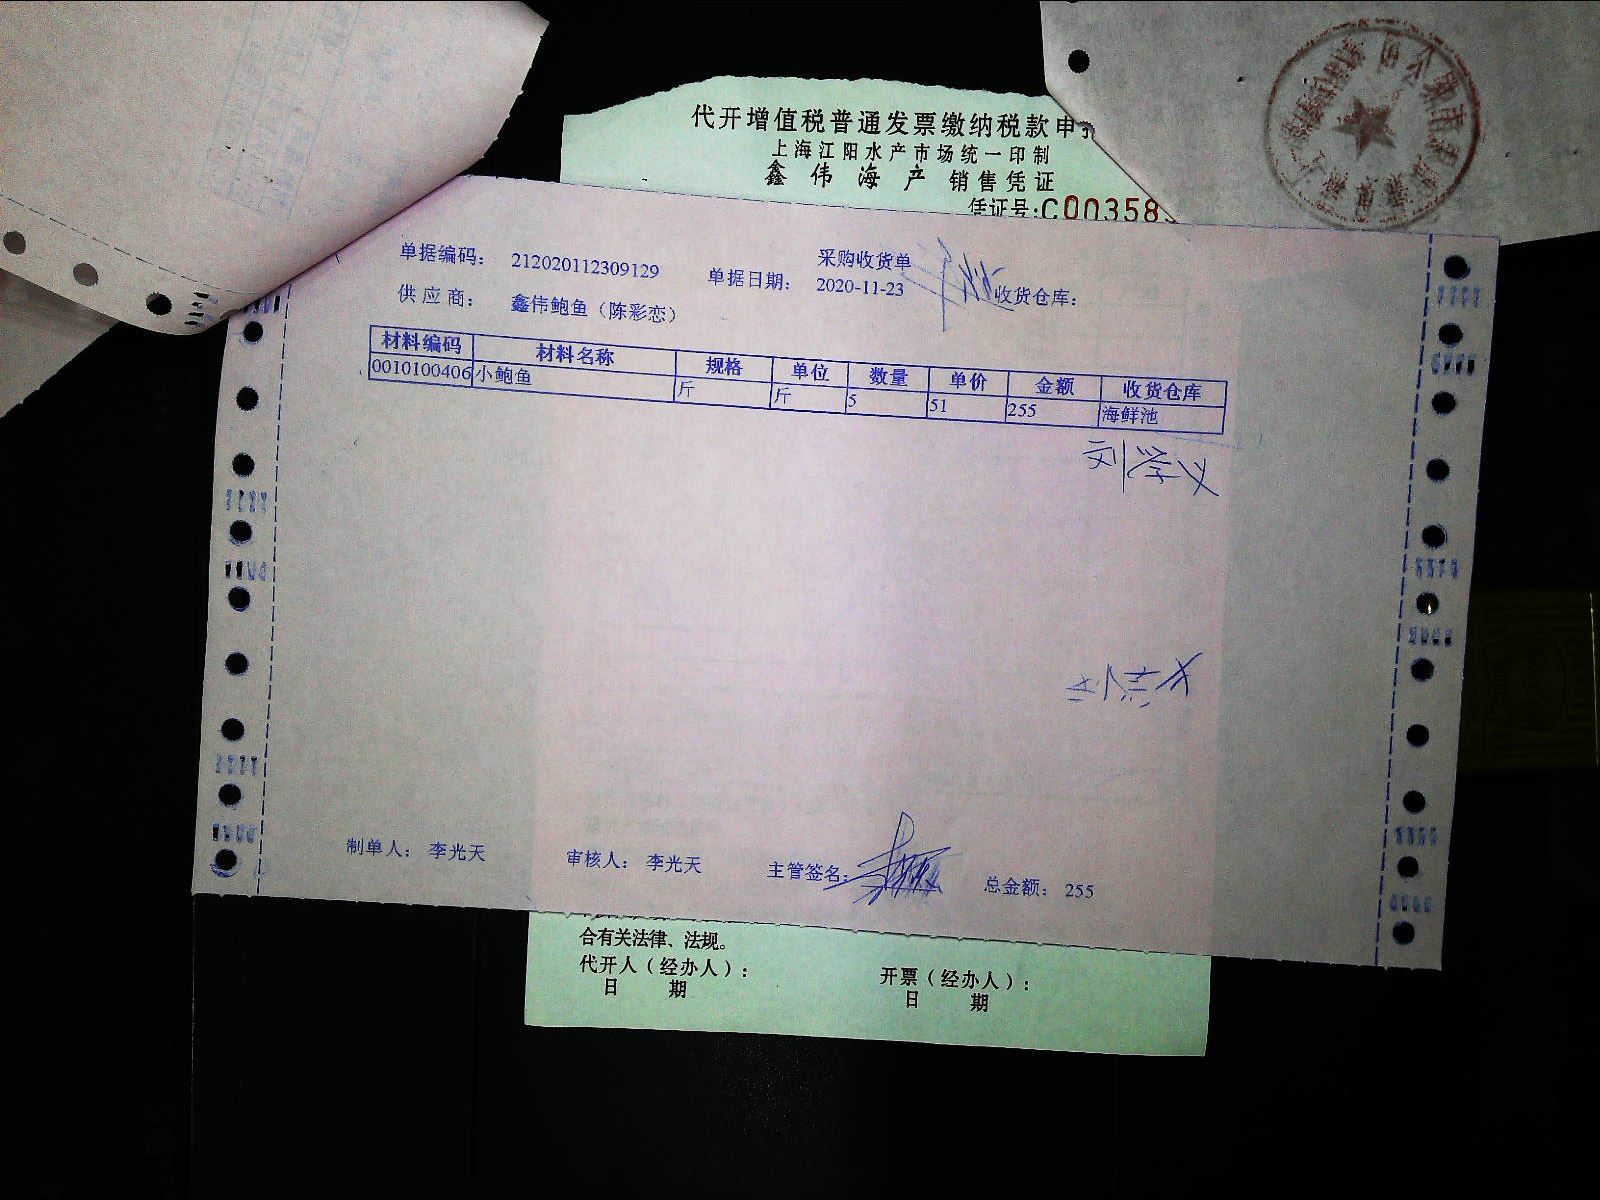 代开增值税普通发票缴纳税款申
上海江阳水产市场统一印制
鑫伟海产 销售凭证
凭证号:C003583
采购收货单
单据编码: 212020112309129 单据日期: 2020-11-23 收货仓库:
供应商: 鑫伟鲍鱼（陈彩恋）
材料编码 材料名称 规格 单位 数量 单价 金额 收货仓库
0010100406 小鲍鱼 斤 斤 5 51 255 海鲜池
刘学义
制单人: 李光天 审核人: 李光天 主管签名: 总金额: 255
合有关法律、法规。
代开人（经办人）: 开票（经办人）:
日 期 日 期